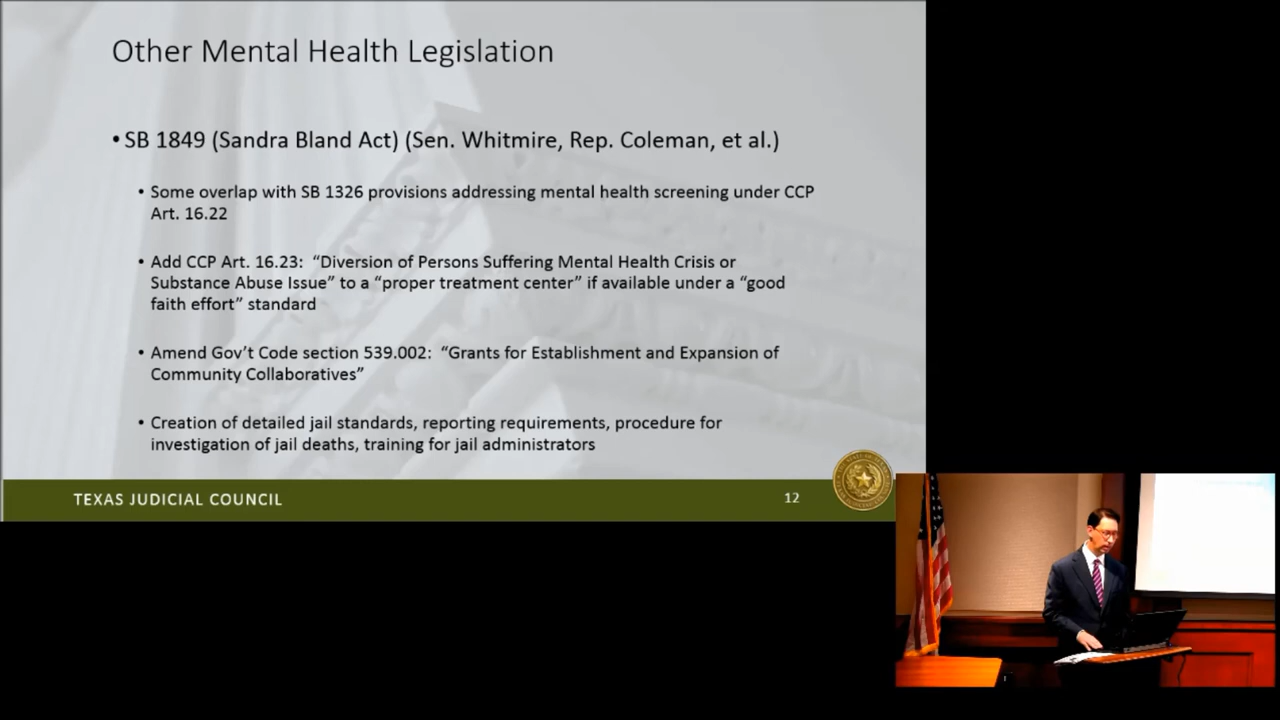 Other Mental Health Legislation
• SB 1849 (Sandra Bland Act) (Sen. Whitmire, Rep. Coleman, et al.)
• Some overlap with SB 1326 provisions addressing mental health screening under CCP
Art. 16.22
• Add CCP Art. 16.23: “Diversion of Persons Suffering Mental Health Crisis or
Substance Abuse Issue” to a “proper treatment center” if available under a “good
faith effort” standard
• Amend Gov’t Code section 539.002: “Grants for Establishment and Expansion of
Community Collaboratives”
• Creation of detailed jail standards, reporting requirements, procedure for
investigation of jail deaths, training for jail administrators
TEXAS JUDICIAL COUNCIL
12